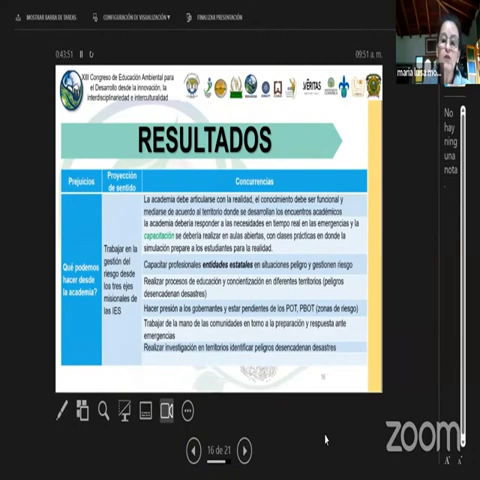 MOSTRAR BARRA DE TAREAS
CONFIGURACIÓN DE VISUALIZACIÓN
FINALIZAR PRESENTACIÓN
0:43:51
09:51 a. m.
XIII Congreso de Educación Ambiental para
el Desarrollo desde la innovación, la
interdisciplinariedad e interculturalidad
VERITAS
RESULTADOS
Prejuicios
Proyección
de sentido
Concurrencias
Qué podemos
hacer desde
la academia?
Trabajar en la
gestión del
riesgo desde
los tres ejes
misionales de
las IES
La academia debe articularse con la realidad, el conocimiento debe ser funcional y
mediarse de acuerdo al territorio donde se desarrollan los encuentros académicos
la academia debería responder a las necesidades en tiempo real en las emergencias y la
capacitación se debería realizar en aulas abiertas, con clases prácticas en donde la
simulación prepare a los estudiantes para la realidad.
Capacitar profesionales entidades estatales en situaciones peligro y gestionen riesgo
Realizar procesos de educación y concientización en diferentes territorios (peligros
desencadenan desastres)
Hacer presión a los gobernantes y estar pendientes de los POT, PBOT (zonas de riesgo)
Trabajar de la mano de las comunidades en torno a la preparación y respuesta ante
emergencias
Realizar investigación en territorios identificar peligros desencadenan desastres
16
16 de 21
maria luisa mo...
No
hay
ning
una
nota
.
zoom
A A